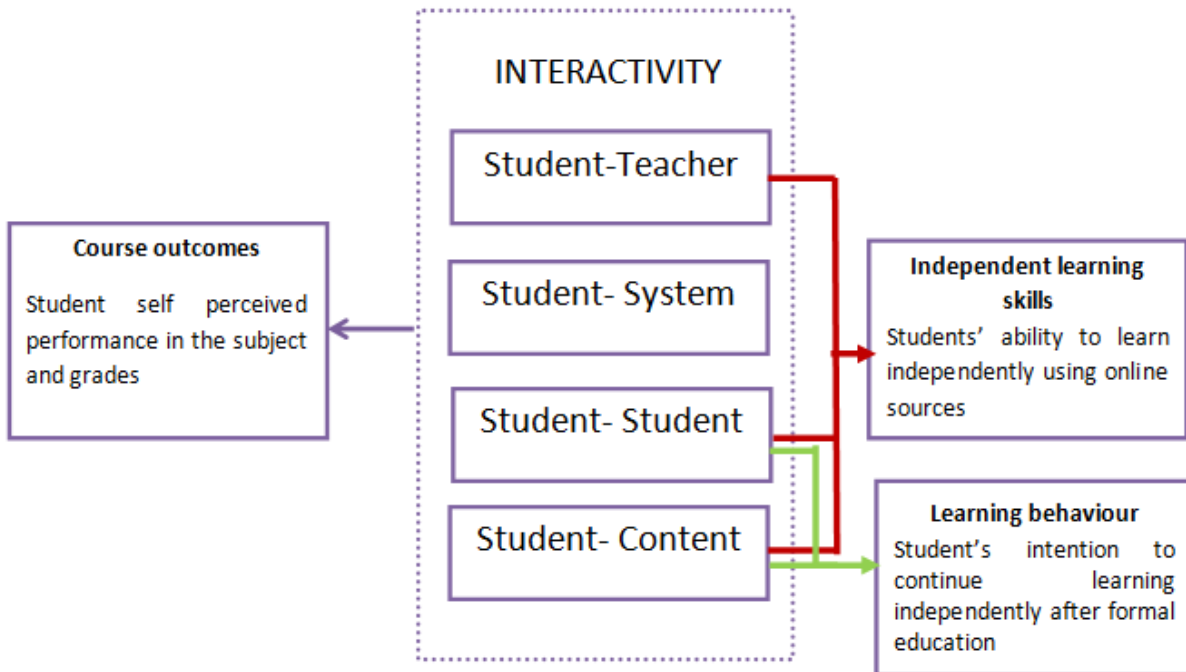 INTERACTIVITY
Student-Teacher
Student- System
Student- Student
Student- Content
Course outcomes
Student self perceived
performance in the subject
and grades
Independent learning
skills
Students’ ability to learn
independently using online
sources
Learning behaviour
Student’s intention to
continue learning
independently after formal
education